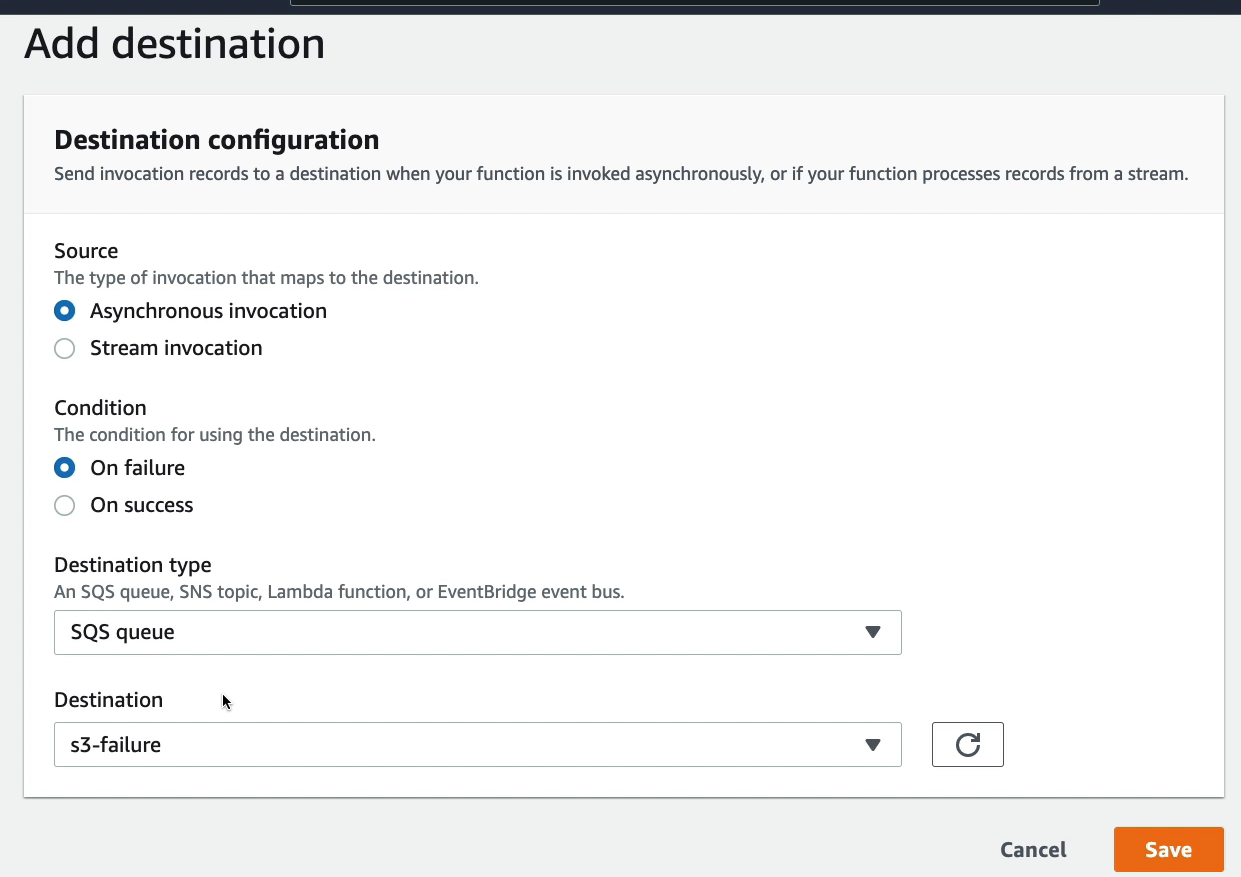 Add destination
Destination configuration
Send invocation records to a destination when your function is invoked asynchronously, or if your function processes records from a stream.
Source
The type of invocation that maps to the destination.
Asynchronous invocation
Stream invocation
Condition
The condition for using the destination.
On failure
On success
Destination type
An SQS queue, SNS topic, Lambda function, or EventBridge event bus.
SQS queue
Destination
s3-failure
Cancel
Save